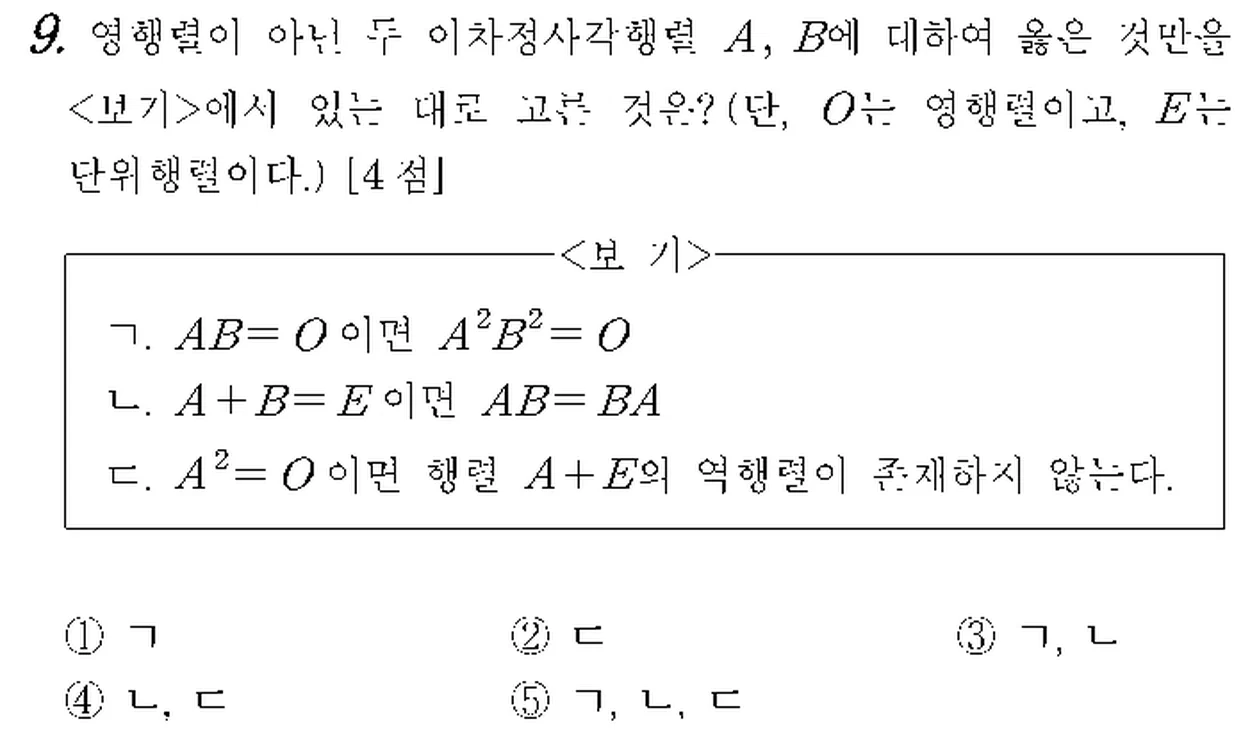 9. 영행렬이 아닌 두 이차정사각행렬 A, B에 대하여 옳은 것만을
<보기>에서 있는 대로 고른 것은? (단, O는 영행렬이고, E는
단위행렬이다.) [4점]
<보 기>
ㄱ. AB = O이면 A²B² = O
ㄴ. A + B = E이면 AB = BA
ㄷ. A² = O이면 행렬 A + E의 역행렬이 존재하지 않는다.
① ㄱ ② ㄷ ③ ㄱ, ㄴ
④ ㄴ, ㄷ ⑤ ㄱ, ㄴ, ㄷ